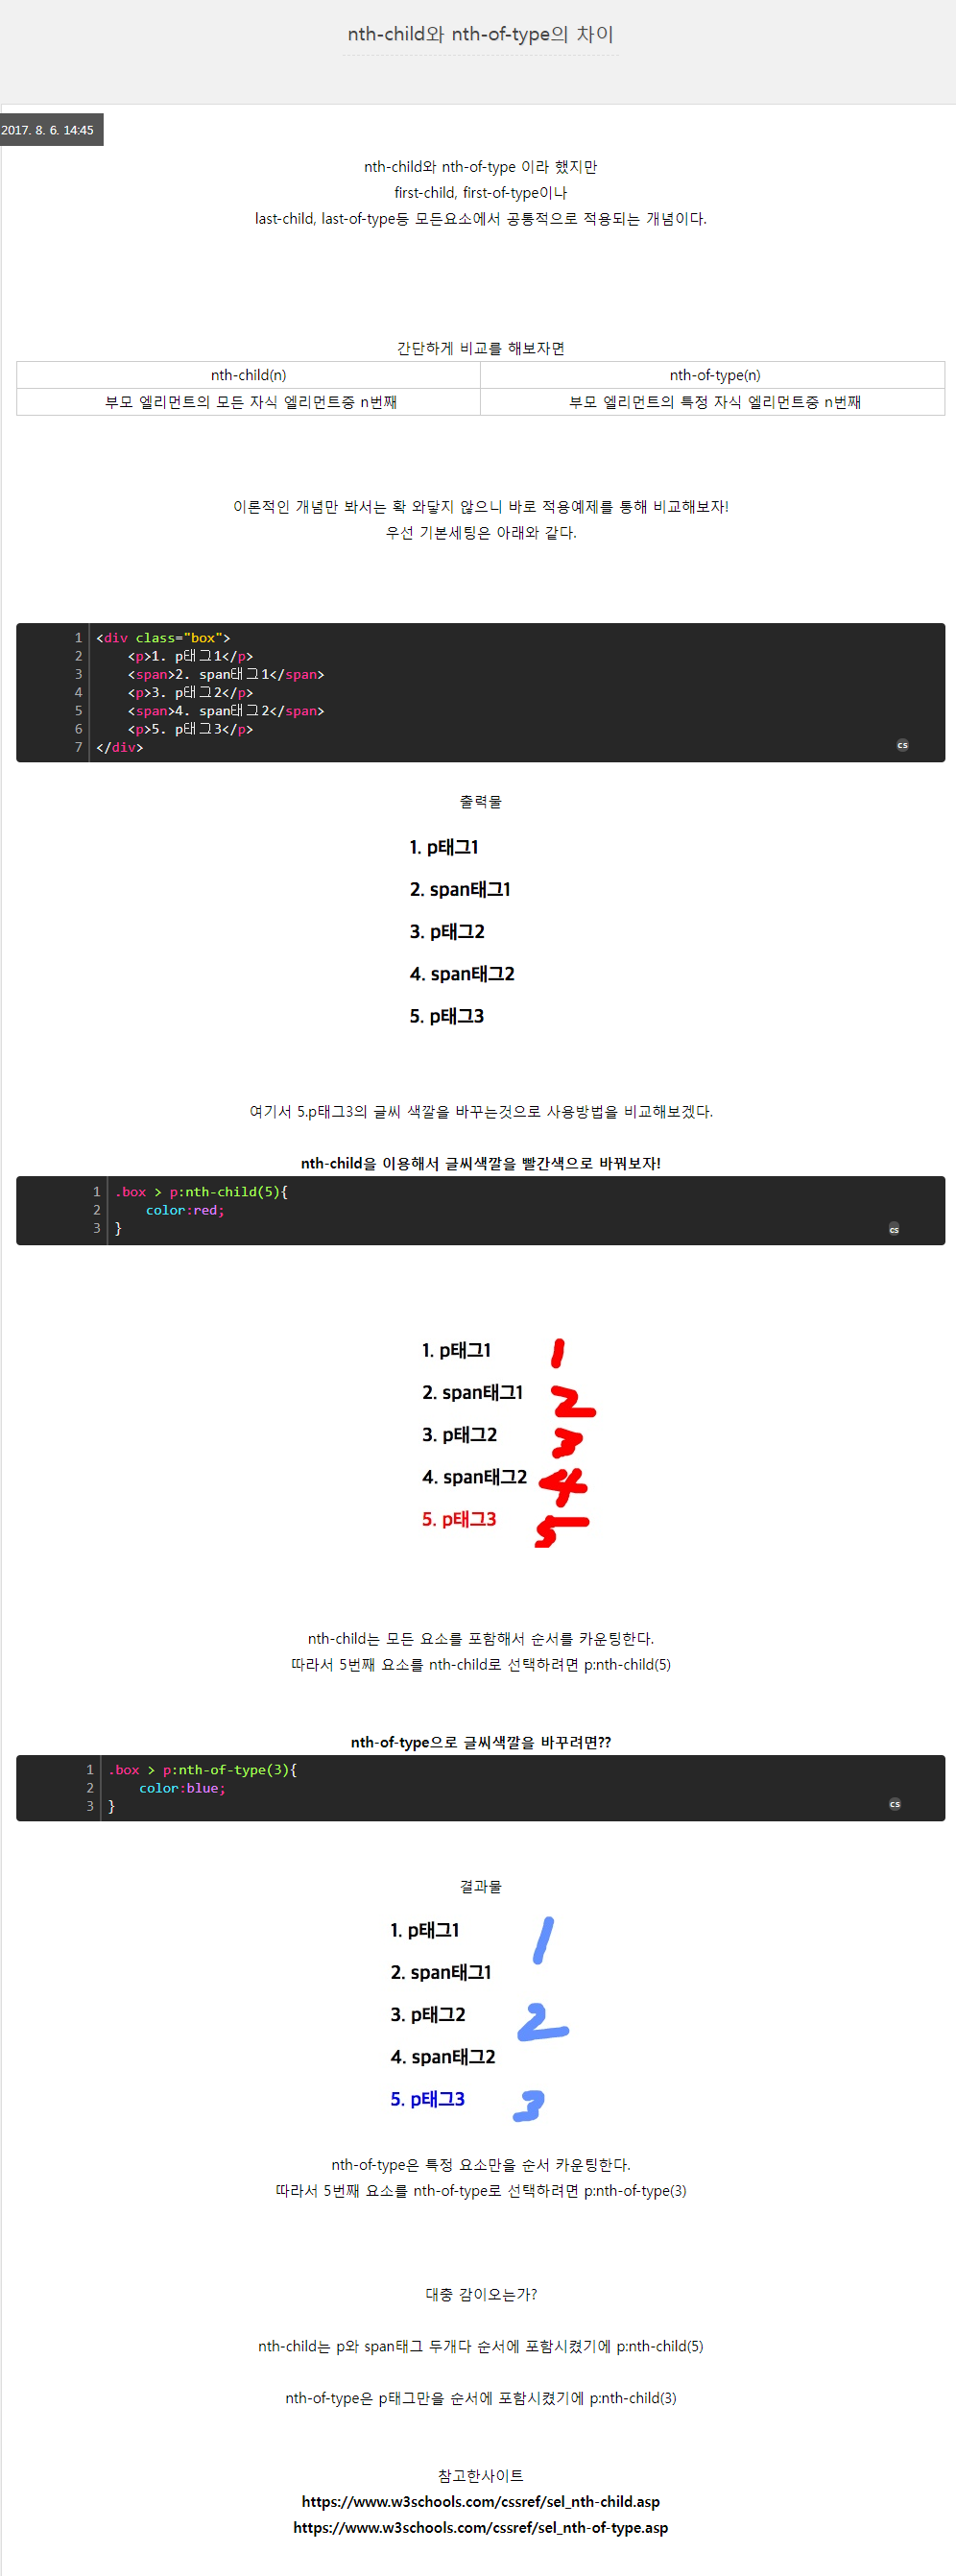 nth-child와 nth-of-type의 차이
2017. 8. 6. 14:45
nth-child와 nth-of-type 이라 했지만
first-child, first-of-type이나
last-child, last-of-type등 모든요소에서 공통적으로 적용되는 개념이다.
간단하게 비교를 해보자면
nth-child(n) nth-of-type(n)
부모 엘리먼트의 모든 자식 엘리먼트중 n번째 부모 엘리먼트의 특정 자식 엘리먼트중 n번째
이론적인 개념만 봐서는 확 와닿지 않으니 바로 적용예제를 통해 비교해보자!
우선 기본세팅은 아래와 같다.
1 <div class="box">
2 <p>1. p태그1</p>
3 <span>2. span태그1</span>
4 <p>3. p태그2</p>
5 <span>4. span태그2</span>
6 <p>5. p태그3</p>
7 </div>
cs
출력물
1. p태그1
2. span태그1
3. p태그2
4. span태그2
5. p태그3
여기서 5.p태그3의 글씨 색깔을 바꾸는것으로 사용방법을 비교해보겠다.
nth-child을 이용해서 글씨색깔을 빨간색으로 바꿔보자!
1 .box > p:nth-child(5){
2 color:red;
3 }
cs
1. p태그1 1
2. span태그1 2
3. p태그2 3
4. span태그2 4
5. p태그3 5
nth-child는 모든 요소를 포함해서 순서를 카운팅한다.
따라서 5번째 요소를 nth-child로 선택하려면 p:nth-child(5)
nth-of-type으로 글씨색깔을 바꾸려면??
1 .box > p:nth-of-type(3){
2 color:blue;
3 }
cs
결과물
1. p태그1 1
2. span태그1
3. p태그2 2
4. span태그2
5. p태그3 3
nth-of-type은 특정 요소만을 순서 카운팅한다.
따라서 5번째 요소를 nth-of-type로 선택하려면 p:nth-of-type(3)
대충 감이오는가?
nth-child는 p와 span태그 두개다 순서에 포함시켰기에 p:nth-child(5)
nth-of-type은 p태그만을 순서에 포함시켰기에 p:nth-child(3)
참고한사이트
https://www.w3schools.com/cssref/sel_nth-child.asp
https://www.w3schools.com/cssref/sel_nth-of-type.asp